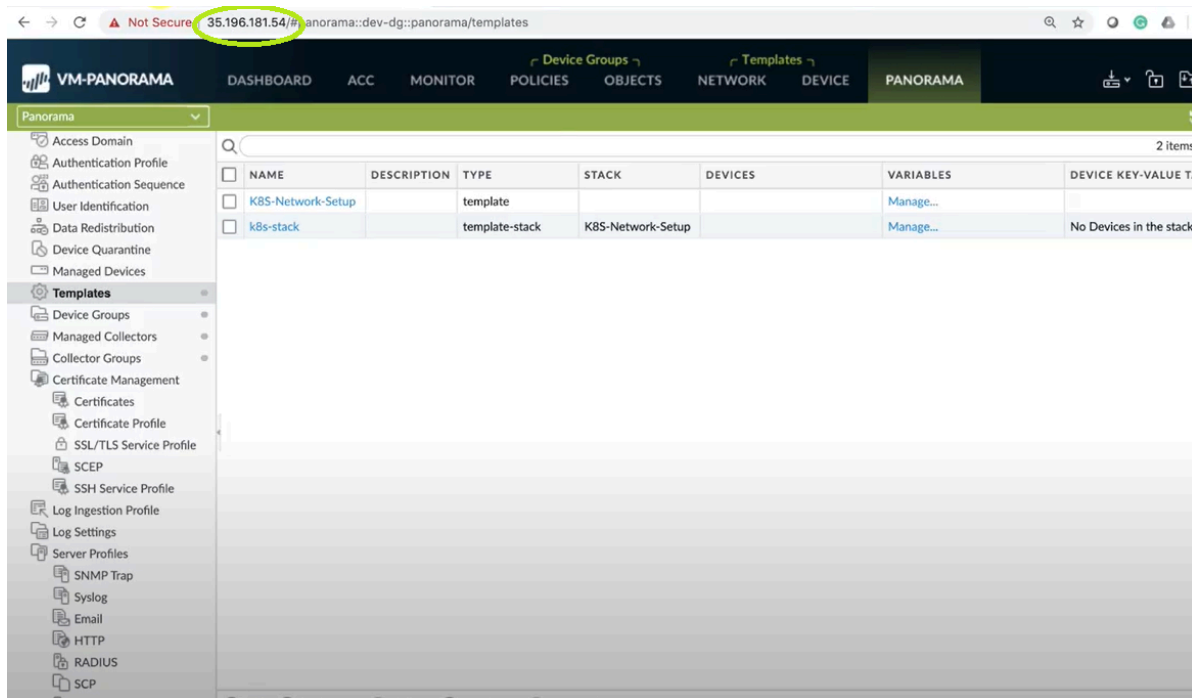 Not Secure 35.196.181.54/#panorama::dev-dg::panorama/templates
VM-PANORAMA
Device Groups
Templates
DASHBOARD ACC MONITOR POLICIES OBJECTS NETWORK DEVICE PANORAMA
Panorama
2 items
NAME DESCRIPTION TYPE STACK DEVICES VARIABLES DEVICE KEY-VALUE TA
K8S-Network-Setup template Manage...
k8s-stack template-stack K8S-Network-Setup Manage... No Devices in the stack
Access Domain
Authentication Profile
Authentication Sequence
User Identification
Data Redistribution
Device Quarantine
Managed Devices
Templates
Device Groups
Managed Collectors
Collector Groups
Certificate Management
Certificates
Certificate Profile
SSL/TLS Service Profile
SCEP
SSH Service Profile
Log Ingestion Profile
Log Settings
Server Profiles
SNMP Trap
Syslog
Email
HTTP
RADIUS
SCP